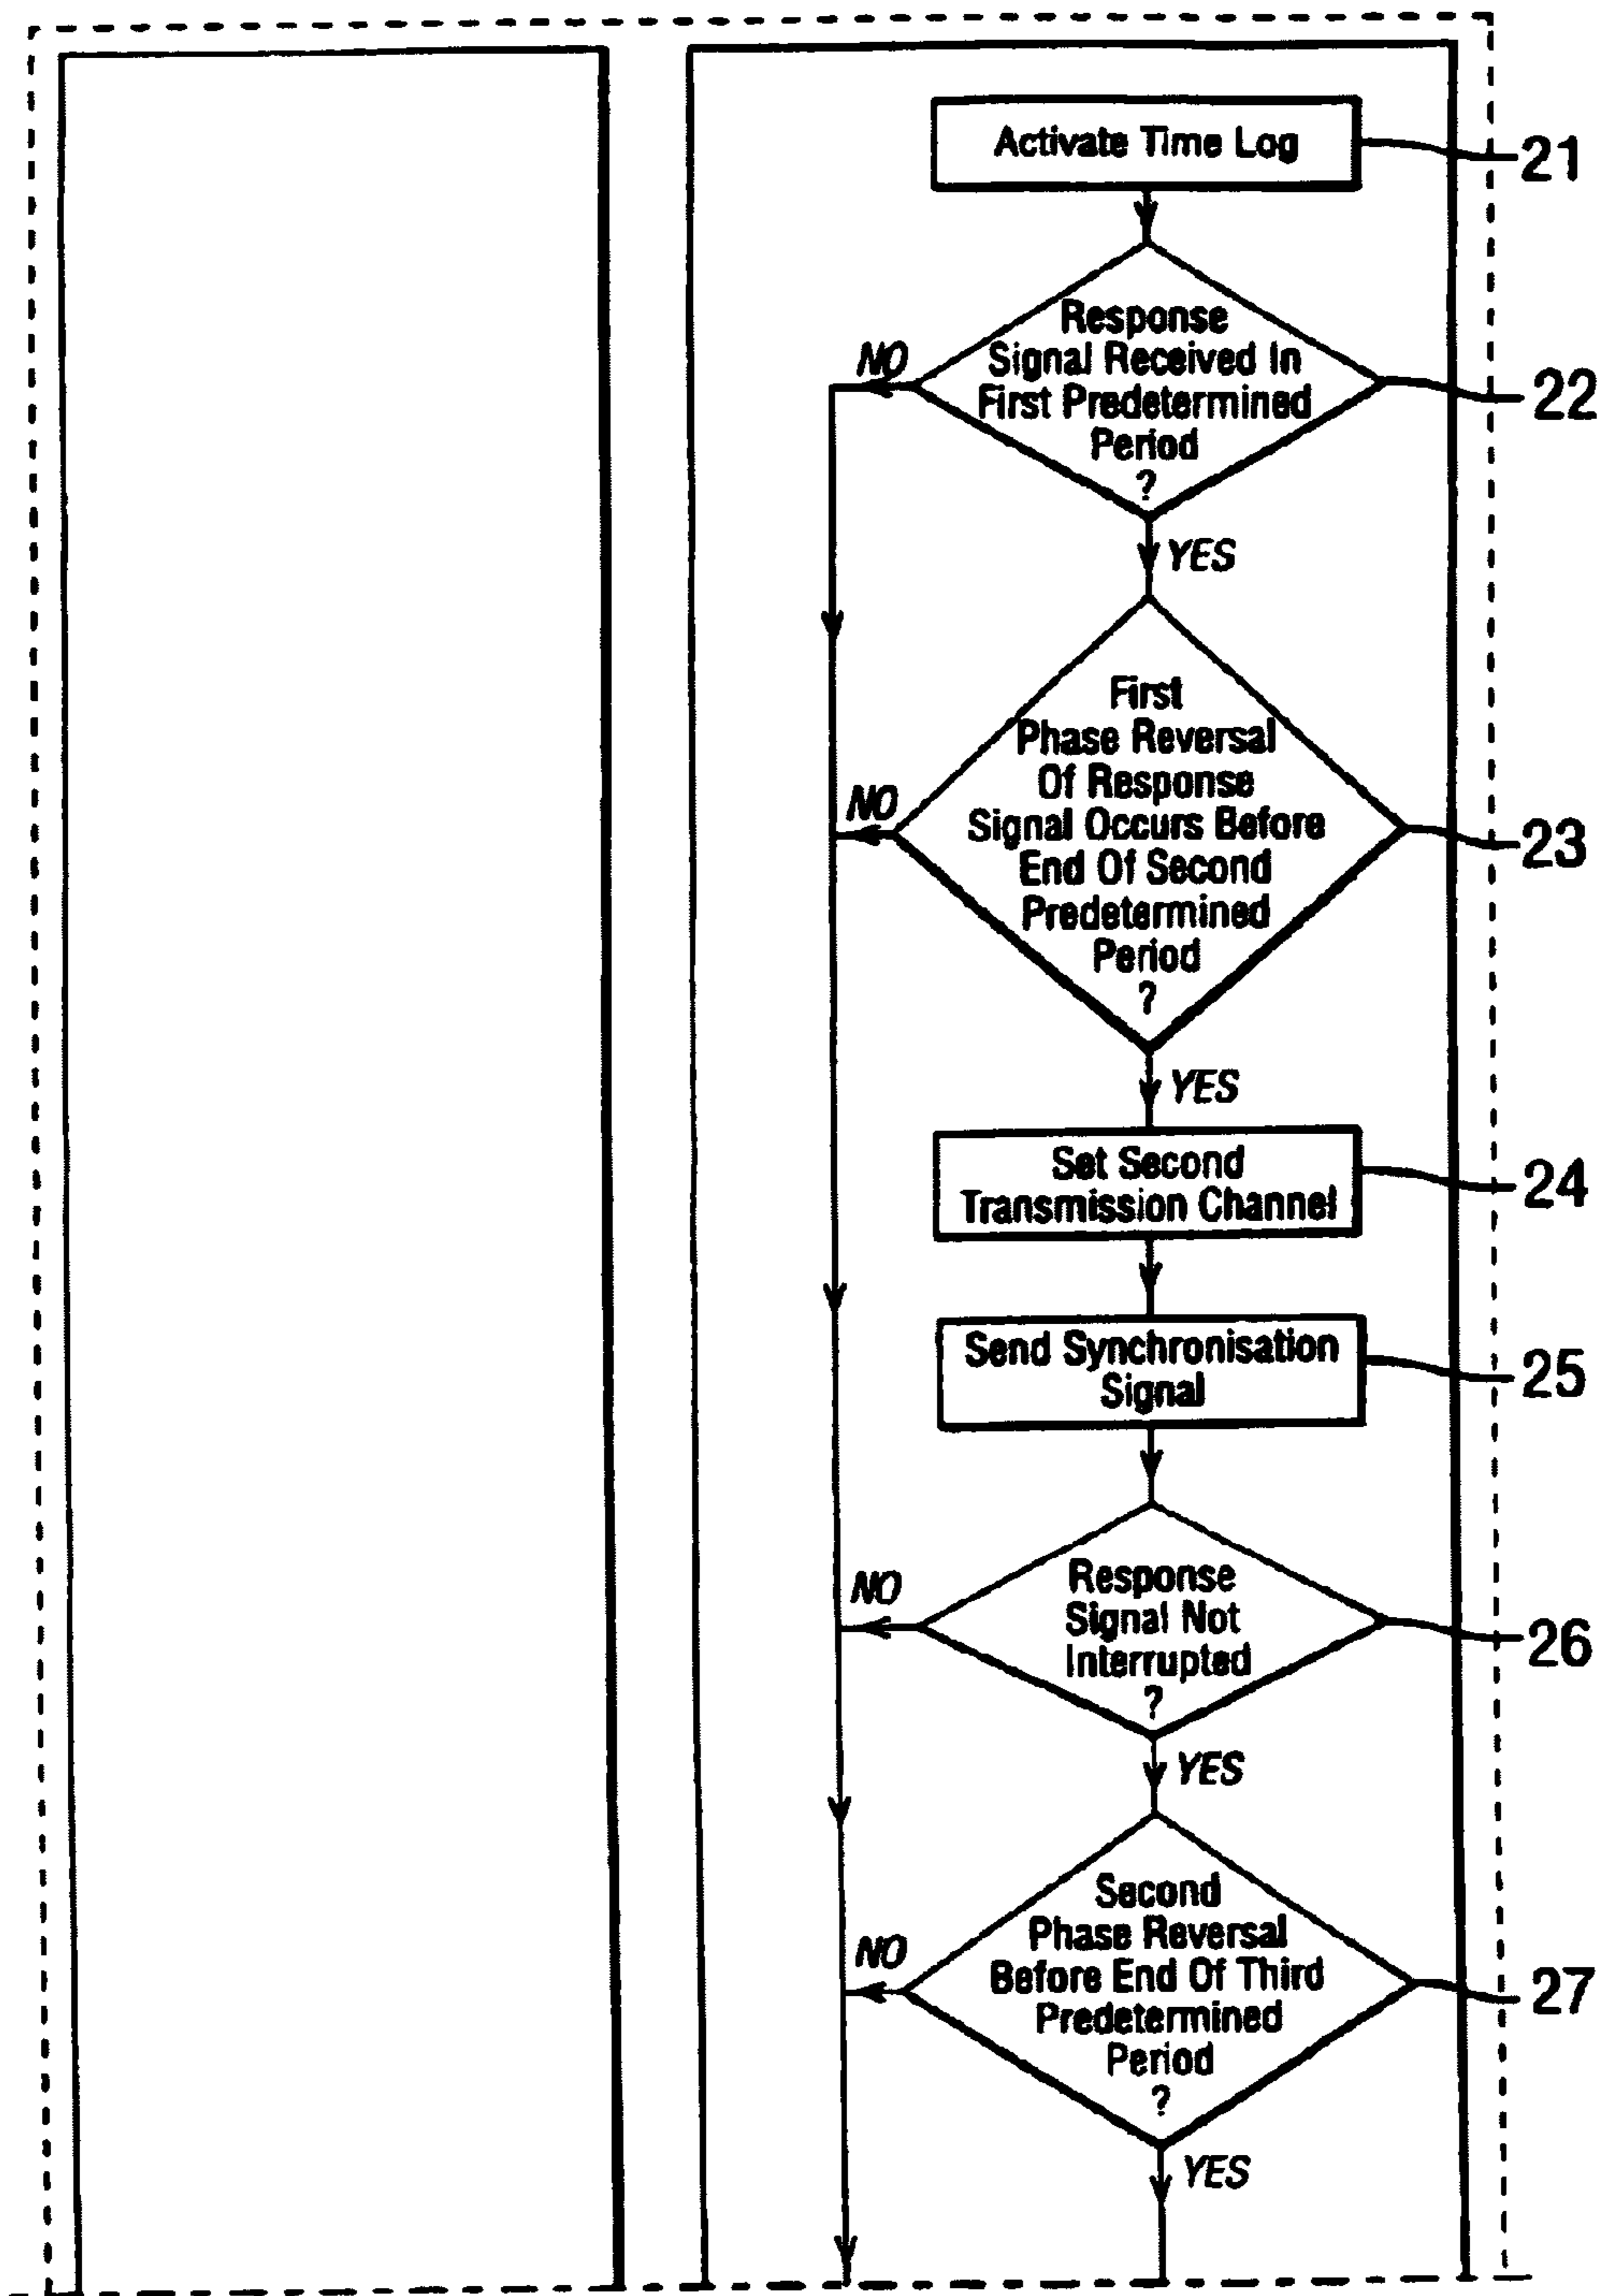 Activate Time Log
21
Response
Signal Received In
First Predetermined
Period
?
22
NO
YES
First
Phase Reversal
Of Response
Signal Occurs Before
End Of Second
Predetermined
Period
?
23
NO
YES
Set Second
Transmission Channel
24
Send Synchronisation
Signal
25
Response
Signal Not
Interrupted
?
26
NO
YES
Second
Phase Reversal
Before End Of Third
Predetermined
Period
?
27
NO
YES